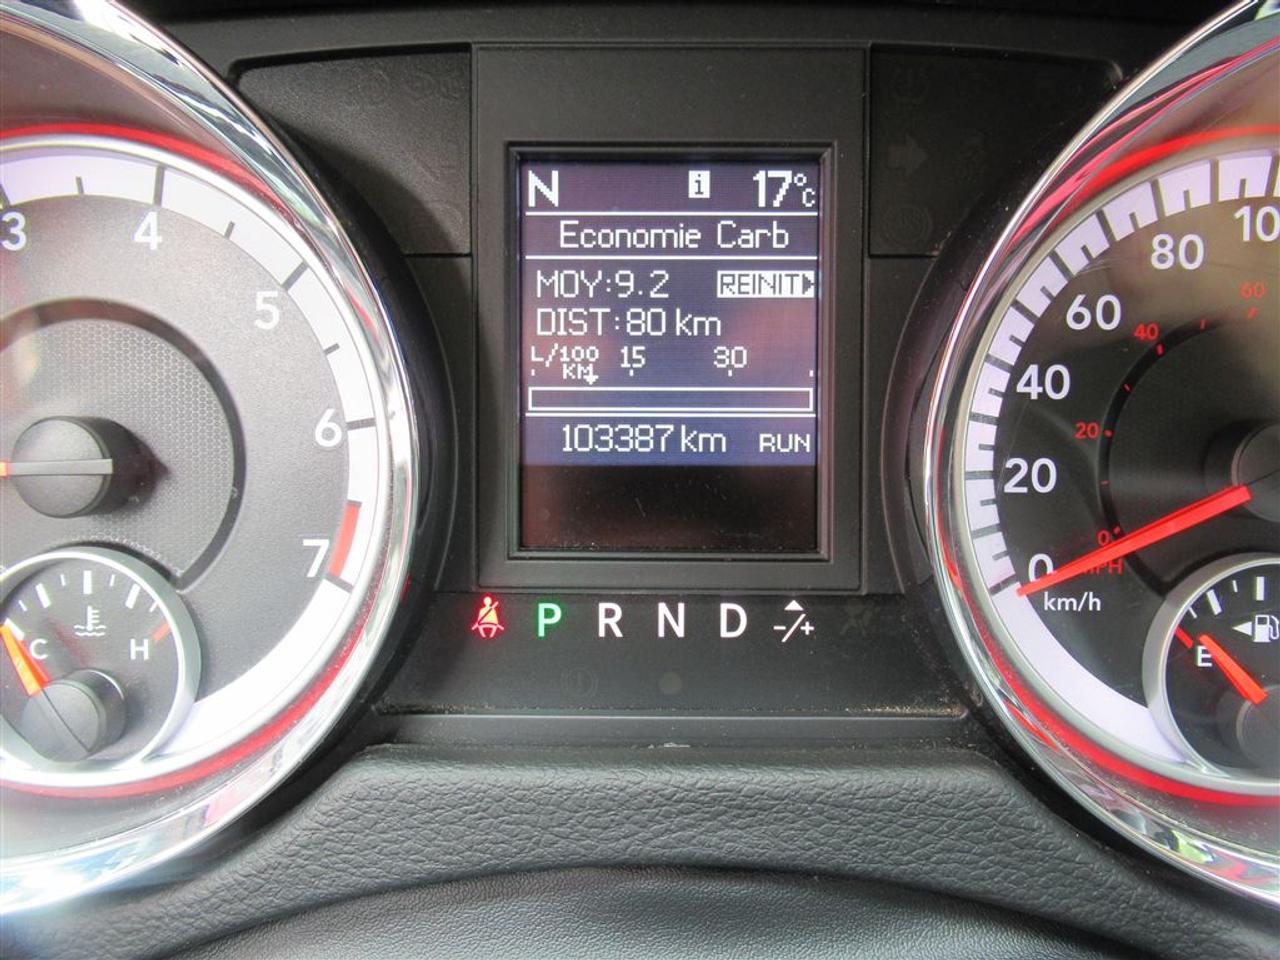 N i 17°C
Economie Carb
MOY:9.2 REINIT
DIST:80 km
L/100 KM 15 30
103387 km RUN
P R N D -/+
3 4 5 6 7
C H
0 20 40 60 80 10
0 20 40 60
MPH
km/h
E